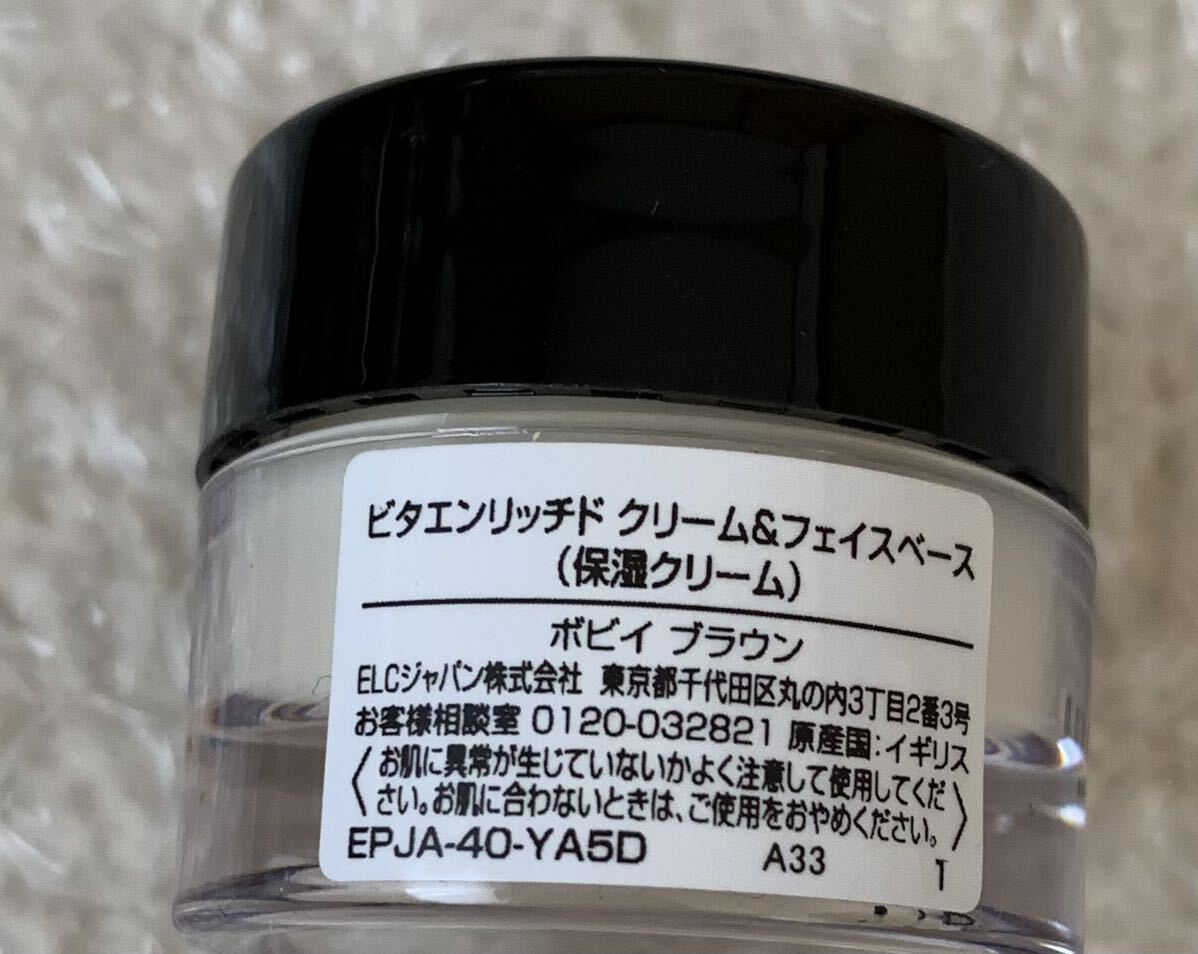 ビタエンリッチド クリーム&フェイスベース
(保湿クリーム)
ボビイ ブラウン
ELCジャパン株式会社 東京都千代田区丸の内3丁目2番3号
お客様相談室 0120-032821 原産国:イギリス
〈お肌に異常が生じていないかよく注意して使用してくだ
さい。お肌に合わないときは、ご使用をおやめください。〉
EPJA-40-YA5D A33 1